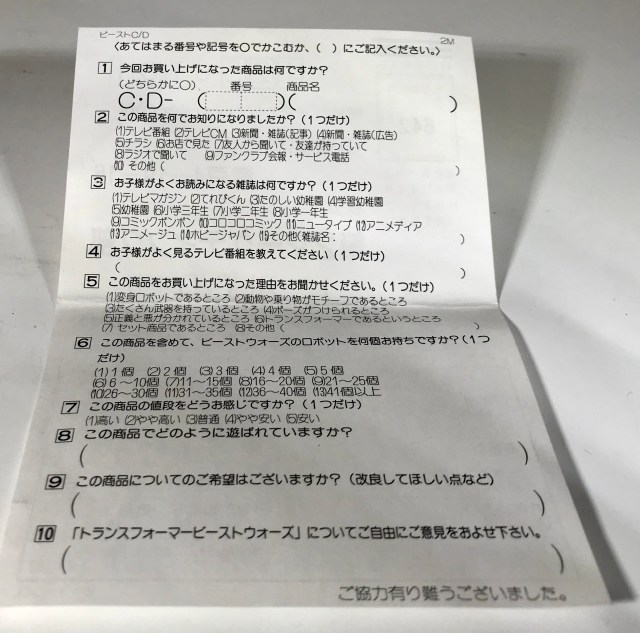 ビーストC/D
2M
〈あてはまる番号や記号を○でかこむか、( )にご記入ください。〉
1 今回お買い上げになった商品は何ですか?
(どちらかに○) 番号 商品名
C・D- ( )( )
2 この商品を何でお知りになりましたか?(1つだけ)
(1)テレビ番組 (2)テレビCM (3)新聞・雑誌(記事) (4)新聞・雑誌(広告)
(5)チラシ (6)お店で見た (7)友人から聞いて・友達が持っていて
(8)ラジオで聞いて (9)ファンクラブ会報・サービス電話
(10) その他( )
3 お子様がよくお読みになる雑誌は何ですか?(1つだけ)
(1)テレビマガジン (2)てれびくん (3)たのしい幼稚園 (4)学習幼稚園
(5)幼稚園 (6)小学三年生 (7)小学二年生 (8)小学一年生
(9)コミックボンボン (10)コロコロコミック (11)ニュータイプ (12)アニメディア
(13)アニメージュ (14)ホビージャパン (15)その他(雑誌名: )
4 お子様がよく見るテレビ番組を教えてください(1つだけ)
( )
5 この商品をお買い上げになった理由をお聞かせください。(1つだけ)
(1)変身ロボットであるところ (2)動物や乗り物がモチーフであるところ
(3)たくさん武器を持っているところ (4)ポーズがつけられるところ
(5)正義と悪が分かれているところ (6)トランスフォーマーであるというところ
(7) セット商品であるところ (8)その他( )
6 この商品を含めて、ビーストウォーズのロボットを何個お持ちですか?(1つ
だけ)
(1)1個 (2)2個 (3)3個 (4)4個 (5)5個
(6)6〜10個 (7)11〜15個 (8)16〜20個 (9)21〜25個
(10)26〜30個 (11)31〜35個 (12)36〜40個 (13)41個以上
7 この商品の値段をどうお感じですか?(1つだけ)
(1)高い (2)やや高い (3)普通 (4)やや安い (5)安い
8 この商品でどのように遊ばれていますか?
( )
9 この商品についてのご希望はございますか?(改良してほしい点など)
( )
10 「トランスフォーマービーストウォーズ」についてご自由にご意見をおよせ下さい。
( )
ご協力有り難うございました。